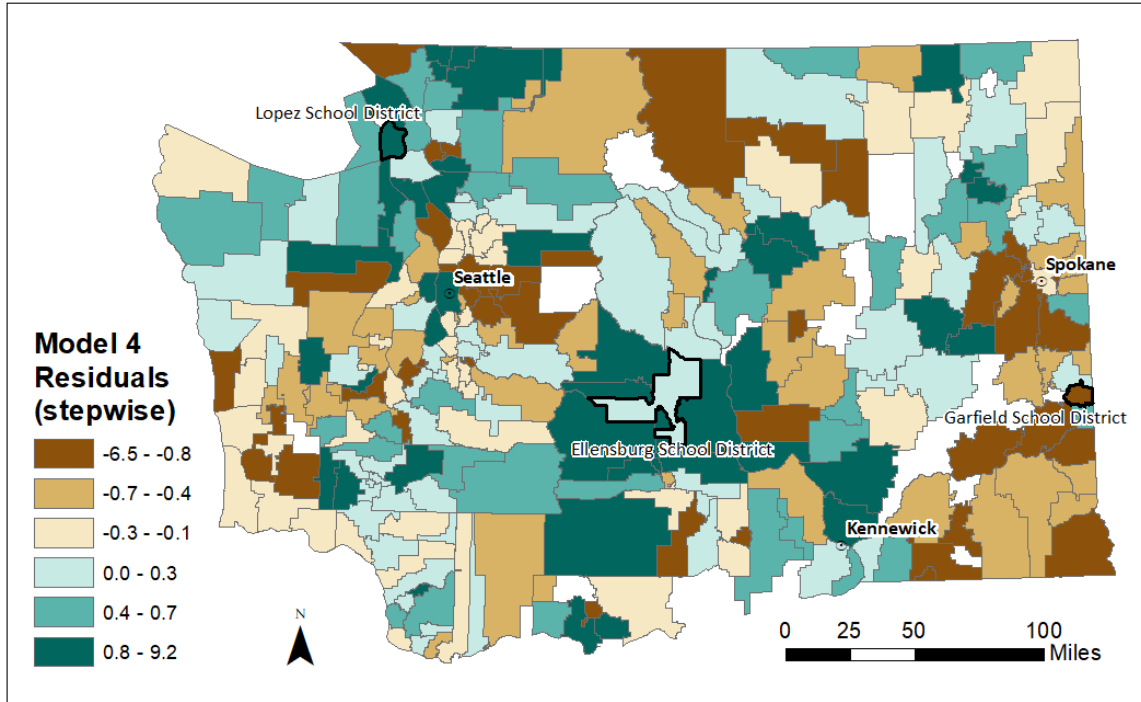 Lopez School District
Seattle
Spokane
Model 4
Residuals
(stepwise)
-6.5 - -0.8
-0.7 - -0.4
-0.3 - -0.1
0.0 - 0.3
0.4 - 0.7
0.8 - 9.2
Garfield School District
Ellensburg School District
Kennewick
N
0 25 50 100
Miles